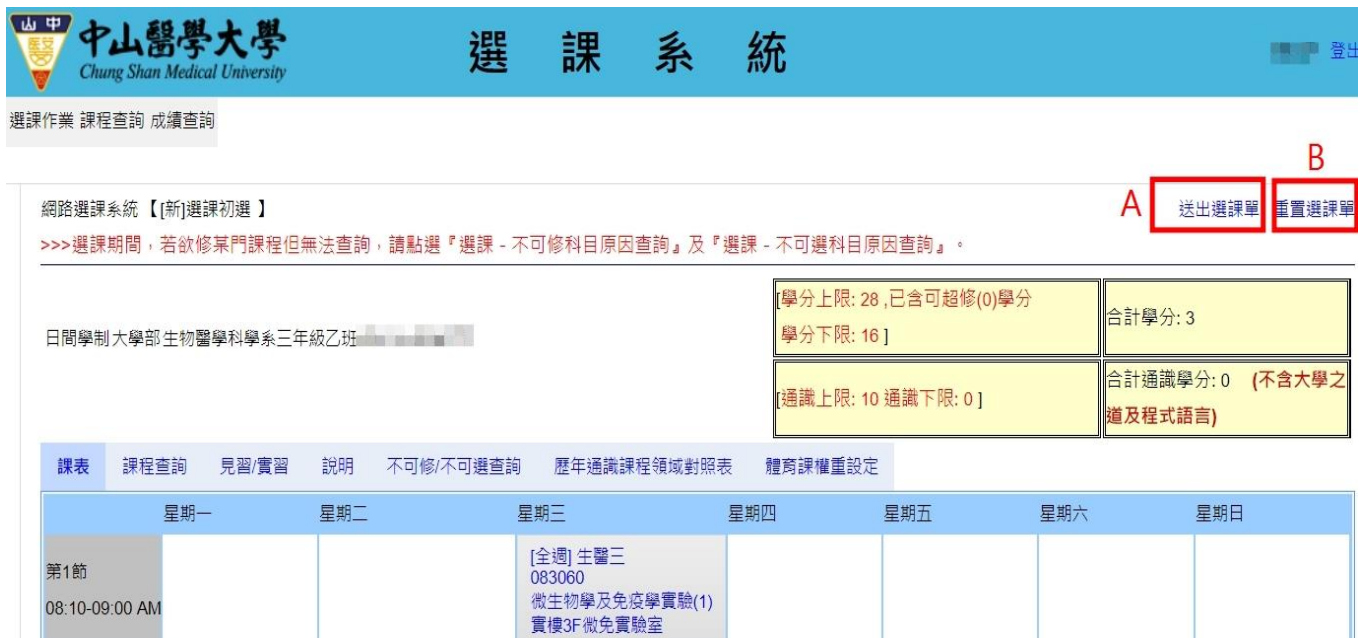 山中
醫
中山醫學大學
Chung Shan Medical University
選 課 系 統
登出
選課作業 課程查詢 成績查詢
B
A
網路選課系統【[新]選課初選 】
送出選課單
重置選課單
>>>選課期間，若欲修某門課程但無法查詢，請點選『選課 - 不可修科目原因查詢』及『選課 - 不可選科目原因查詢』。
日間學制大學部生物醫學科學系三年級乙班
[學分上限: 28 ,已含可超修(0)學分
學分下限: 16 ]
合計學分: 3
[通識上限: 10 通識下限: 0 ]
合計通識學分: 0 (不含大學之
道及程式語言)
課表 課程查詢 見習/實習 說明 不可修/不可選查詢 歷年通識課程領域對照表 體育課權重設定
星期一 星期二 星期三 星期四 星期五 星期六 星期日
第1節
08:10-09:00 AM
[全週] 生醫三
083060
微生物學及免疫學實驗(1)
實樓3F微免實驗室